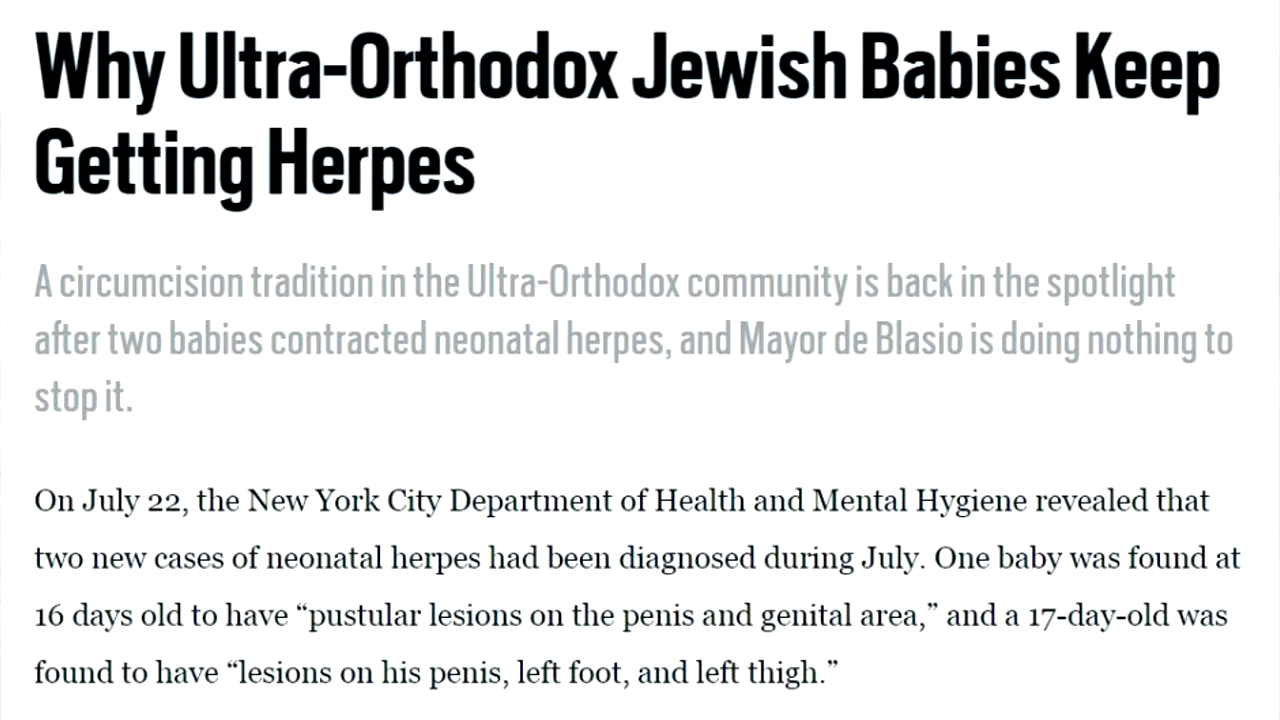 Why Ultra-Orthodox Jewish Babies Keep
Getting Herpes
A circumcision tradition in the Ultra-Orthodox community is back in the spotlight
after two babies contracted neonatal herpes, and Mayor de Blasio is doing nothing to
stop it.
On July 22, the New York City Department of Health and Mental Hygiene revealed that
two new cases of neonatal herpes had been diagnosed during July. One baby was found at
16 days old to have “pustular lesions on the penis and genital area,” and a 17-day-old was
found to have “lesions on his penis, left foot, and left thigh.”